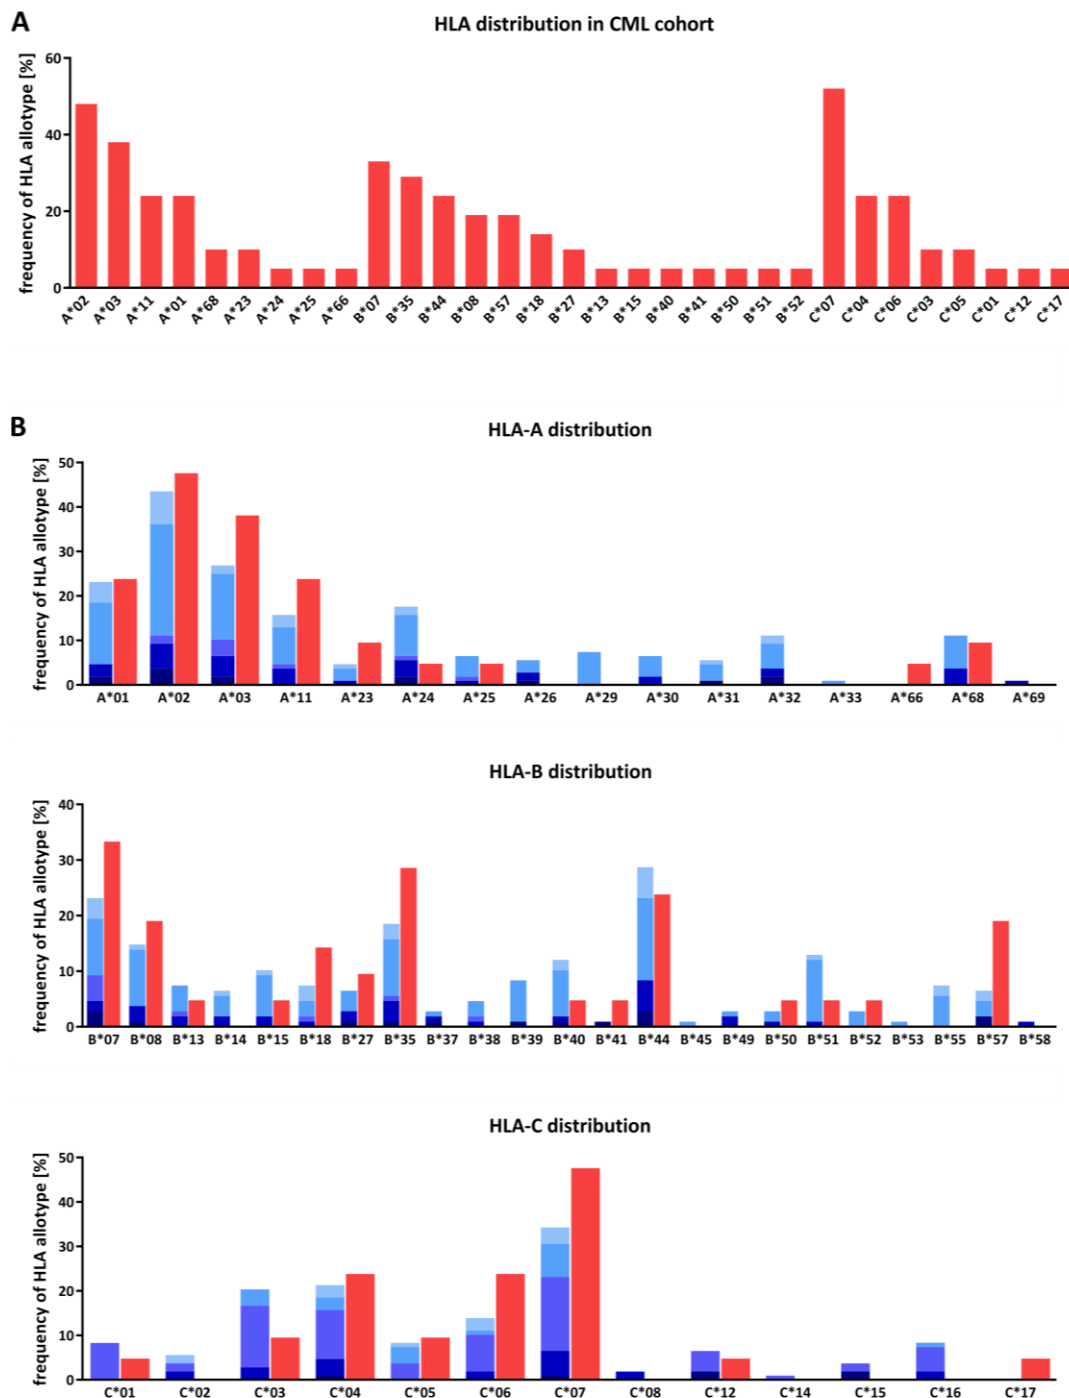 A
HLA distribution in CML cohort
frequency of HLA allotype [%]
60
40
20
0
A*02 A*03 A*11 A*01 A*68 A*23 A*24 A*25 A*66 B*07 B*35 B*44 B*08 B*57 B*18 B*27 B*13 B*15 B*40 B*41 B*50 B*51 B*52 C*07 C*04 C*06 C*03 C*05 C*01 C*12 C*17
B
HLA-A distribution
frequency of HLA allotype [%]
50
40
30
20
10
0
A*01 A*02 A*03 A*11 A*23 A*24 A*25 A*26 A*29 A*30 A*31 A*32 A*33 A*66 A*68 A*69
HLA-B distribution
frequency of HLA allotype [%]
40
30
20
10
0
B*07 B*08 B*13 B*14 B*15 B*18 B*27 B*35 B*37 B*38 B*39 B*40 B*41 B*44 B*45 B*49 B*50 B*51 B*52 B*53 B*55 B*57 B*58
HLA-C distribution
frequency of HLA allotype [%]
50
40
30
20
10
0
C*01 C*02 C*03 C*04 C*05 C*06 C*07 C*08 C*12 C*14 C*15 C*16 C*17